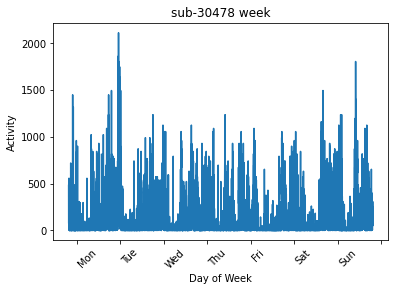 sub-30478 week
Activity
2000
1500
1000
500
0
Mon Tue Wed Thu Fri Sat Sun
Day of Week